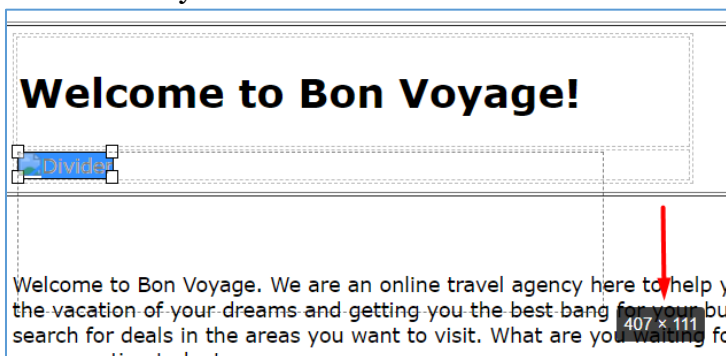 Welcome to Bon Voyage!
Divider
Welcome to Bon Voyage. We are an online travel agency here to help y
the vacation of your dreams and getting you the best bang for your bu
407 × 111
search for deals in the areas you want to visit. What are you waiting fo